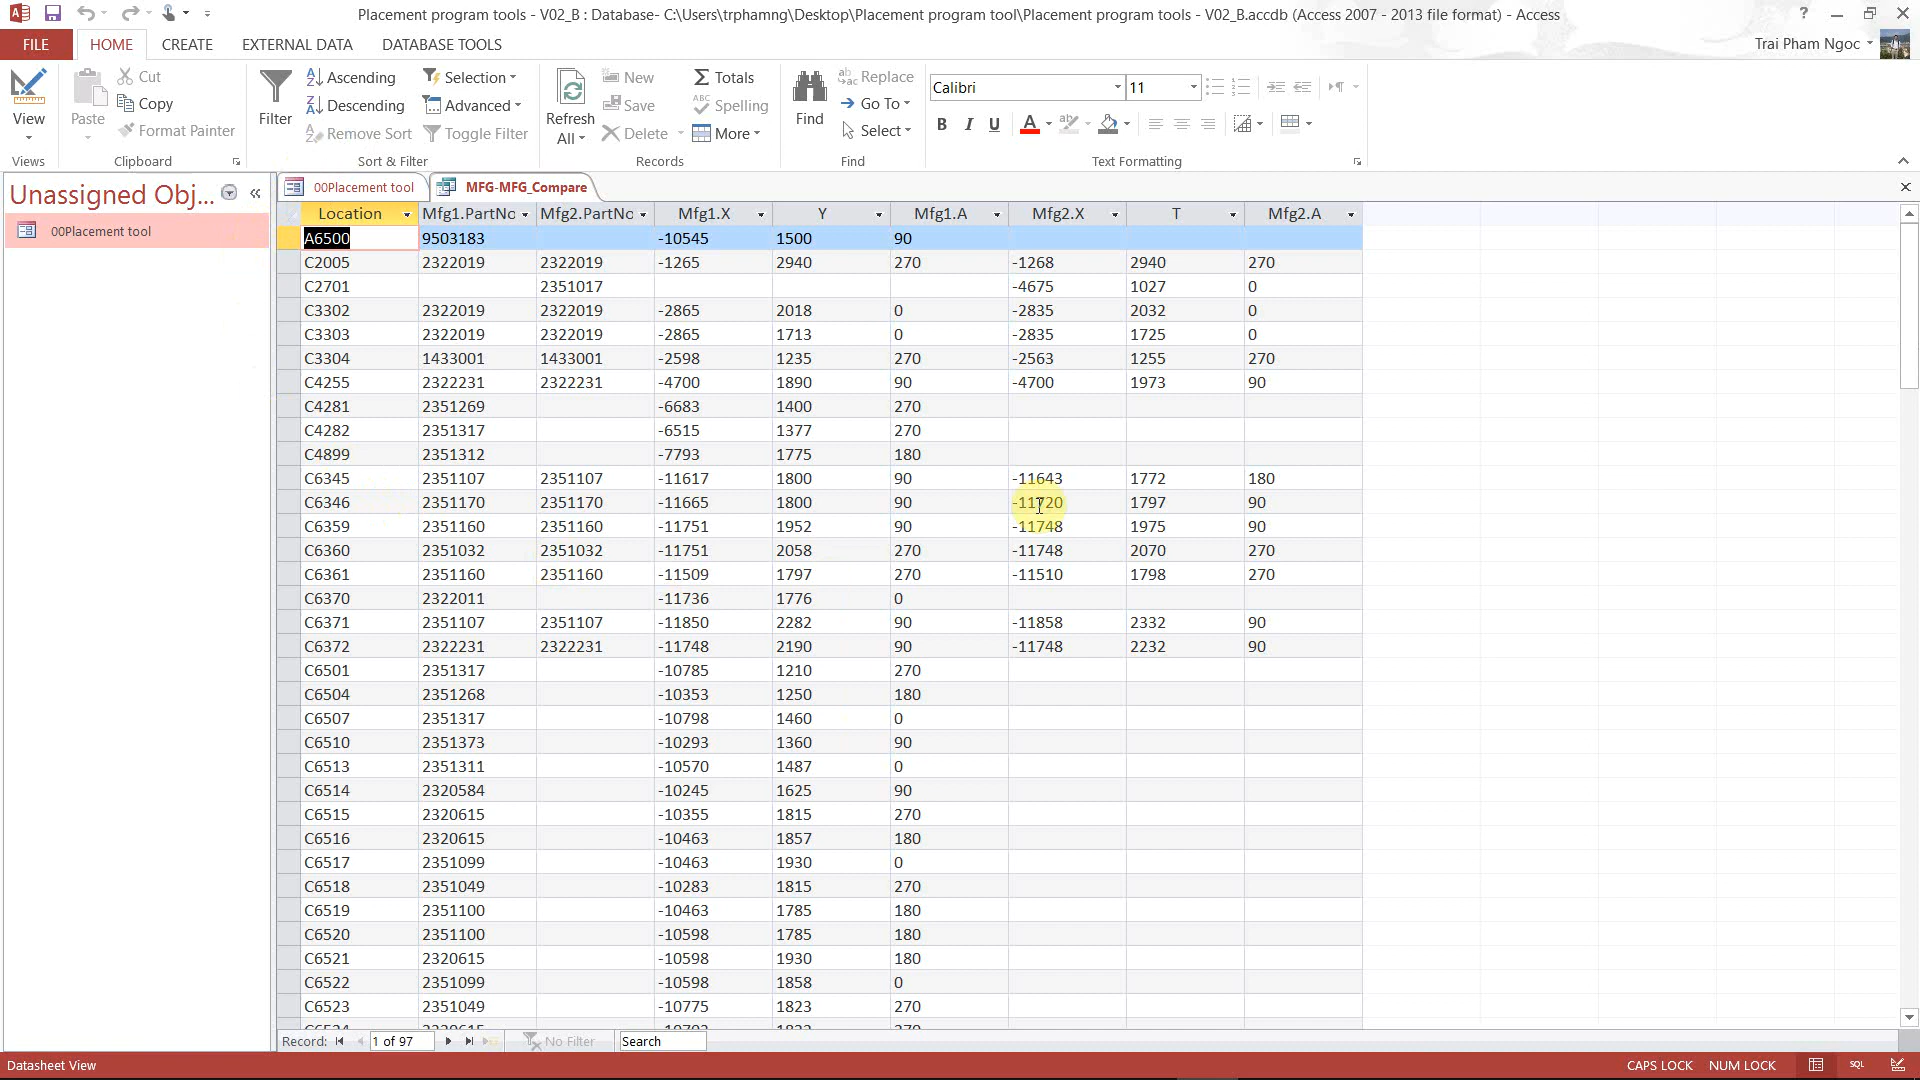 Placement program tools - V02_B : Database- C:\Users\trphamng\Desktop\Placement program tool\Placement program tools - V02_B.accdb (Access 2007 - 2013 file format) - Access
?
FILE HOME CREATE EXTERNAL DATA DATABASE TOOLS
Trai Pham Ngoc
Cut Ascending Selection New Totals Replace
Calibri 11
Copy Descending Advanced Save Spelling Go To
View Paste Filter Refresh Find
Format Painter Remove Sort Toggle Filter All Delete More Select
B I U A
Views Clipboard Sort & Filter Records Find Text Formatting
Unassigned Obj...
00Placement tool MFG-MFG_Compare
00Placement tool
Location Mfg1.PartNo Mfg2.PartNo Mfg1.X Y Mfg1.A Mfg2.X T Mfg2.A
A6500 9503183 -10545 1500 90
C2005 2322019 2322019 -1265 2940 270 -1268 2940 270
C2701 2351017 -4675 1027 0
C3302 2322019 2322019 -2865 2018 0 -2835 2032 0
C3303 2322019 2322019 -2865 1713 0 -2835 1725 0
C3304 1433001 1433001 -2598 1235 270 -2563 1255 270
C4255 2322231 2322231 -4700 1890 90 -4700 1973 90
C4281 2351269 -6683 1400 270
C4282 2351317 -6515 1377 270
C4899 2351312 -7793 1775 180
C6345 2351107 2351107 -11617 1800 90 -11643 1772 180
C6346 2351170 2351170 -11665 1800 90 -11720 1797 90
C6359 2351160 2351160 -11751 1952 90 -11748 1975 90
C6360 2351032 2351032 -11751 2058 270 -11748 2070 270
C6361 2351160 2351160 -11509 1797 270 -11510 1798 270
C6370 2322011 -11736 1776 0
C6371 2351107 2351107 -11850 2282 90 -11858 2332 90
C6372 2322231 2322231 -11748 2190 90 -11748 2232 90
C6501 2351317 -10785 1210 270
C6504 2351268 -10353 1250 180
C6507 2351317 -10798 1460 0
C6510 2351373 -10293 1360 90
C6513 2351311 -10570 1487 0
C6514 2320584 -10245 1625 90
C6515 2320615 -10355 1815 270
C6516 2320615 -10463 1857 180
C6517 2351099 -10463 1930 0
C6518 2351049 -10283 1815 270
C6519 2351100 -10463 1785 180
C6520 2351100 -10598 1785 180
C6521 2320615 -10598 1930 180
C6522 2351099 -10598 1858 0
C6523 2351049 -10775 1823 270
Record: 1 of 97 No Filter Search
Datasheet View CAPS LOCK NUM LOCK SQL